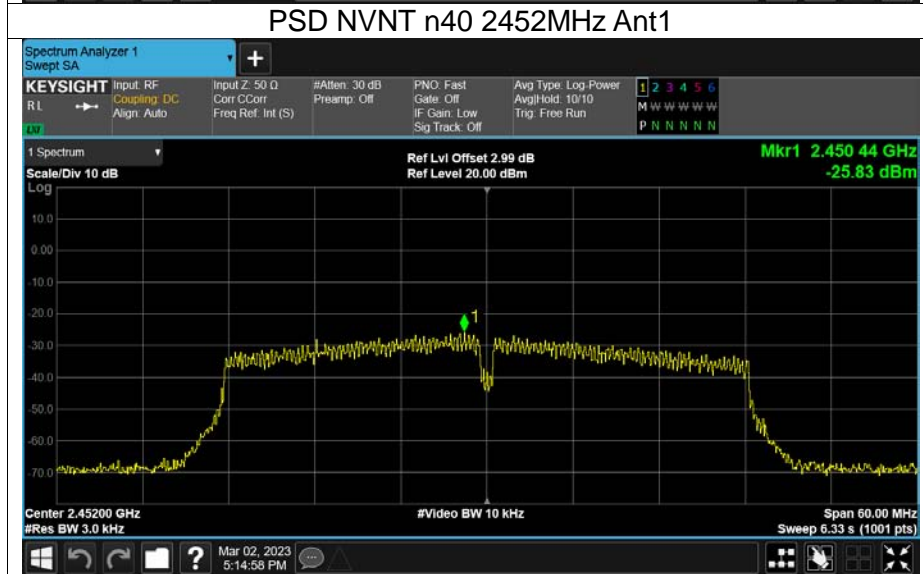 PSD NVNT n40 2452MHz Ant1
Spectrum Analyzer 1
Swept SA
+
KEYSIGHT Input: RF Input Z: 50 Ω #Atten: 30 dB PNO: Fast Avg Type: Log-Power 1 2 3 4 5 6
RL Coupling: DC Corr CCorr Preamp: Off Gate: Off Avg|Hold: 10/10 M W W W W W
Align: Auto Freq Ref: Int (S) IF Gain: Low Trig: Free Run
LXI Sig Track: Off P N N N N N
1 Spectrum Ref Lvl Offset 2.99 dB Mkr1 2.450 44 GHz
Scale/Div 10 dB Ref Level 20.00 dBm -25.83 dBm
Log
10.0
0.00
-10.0
-20.0
1
-30.0
-40.0
-50.0
-60.0
-70.0
Center 2.45200 GHz #Video BW 10 kHz Span 60.00 MHz
#Res BW 3.0 kHz Sweep 6.33 s (1001 pts)
? Mar 02, 2023
5:14:58 PM